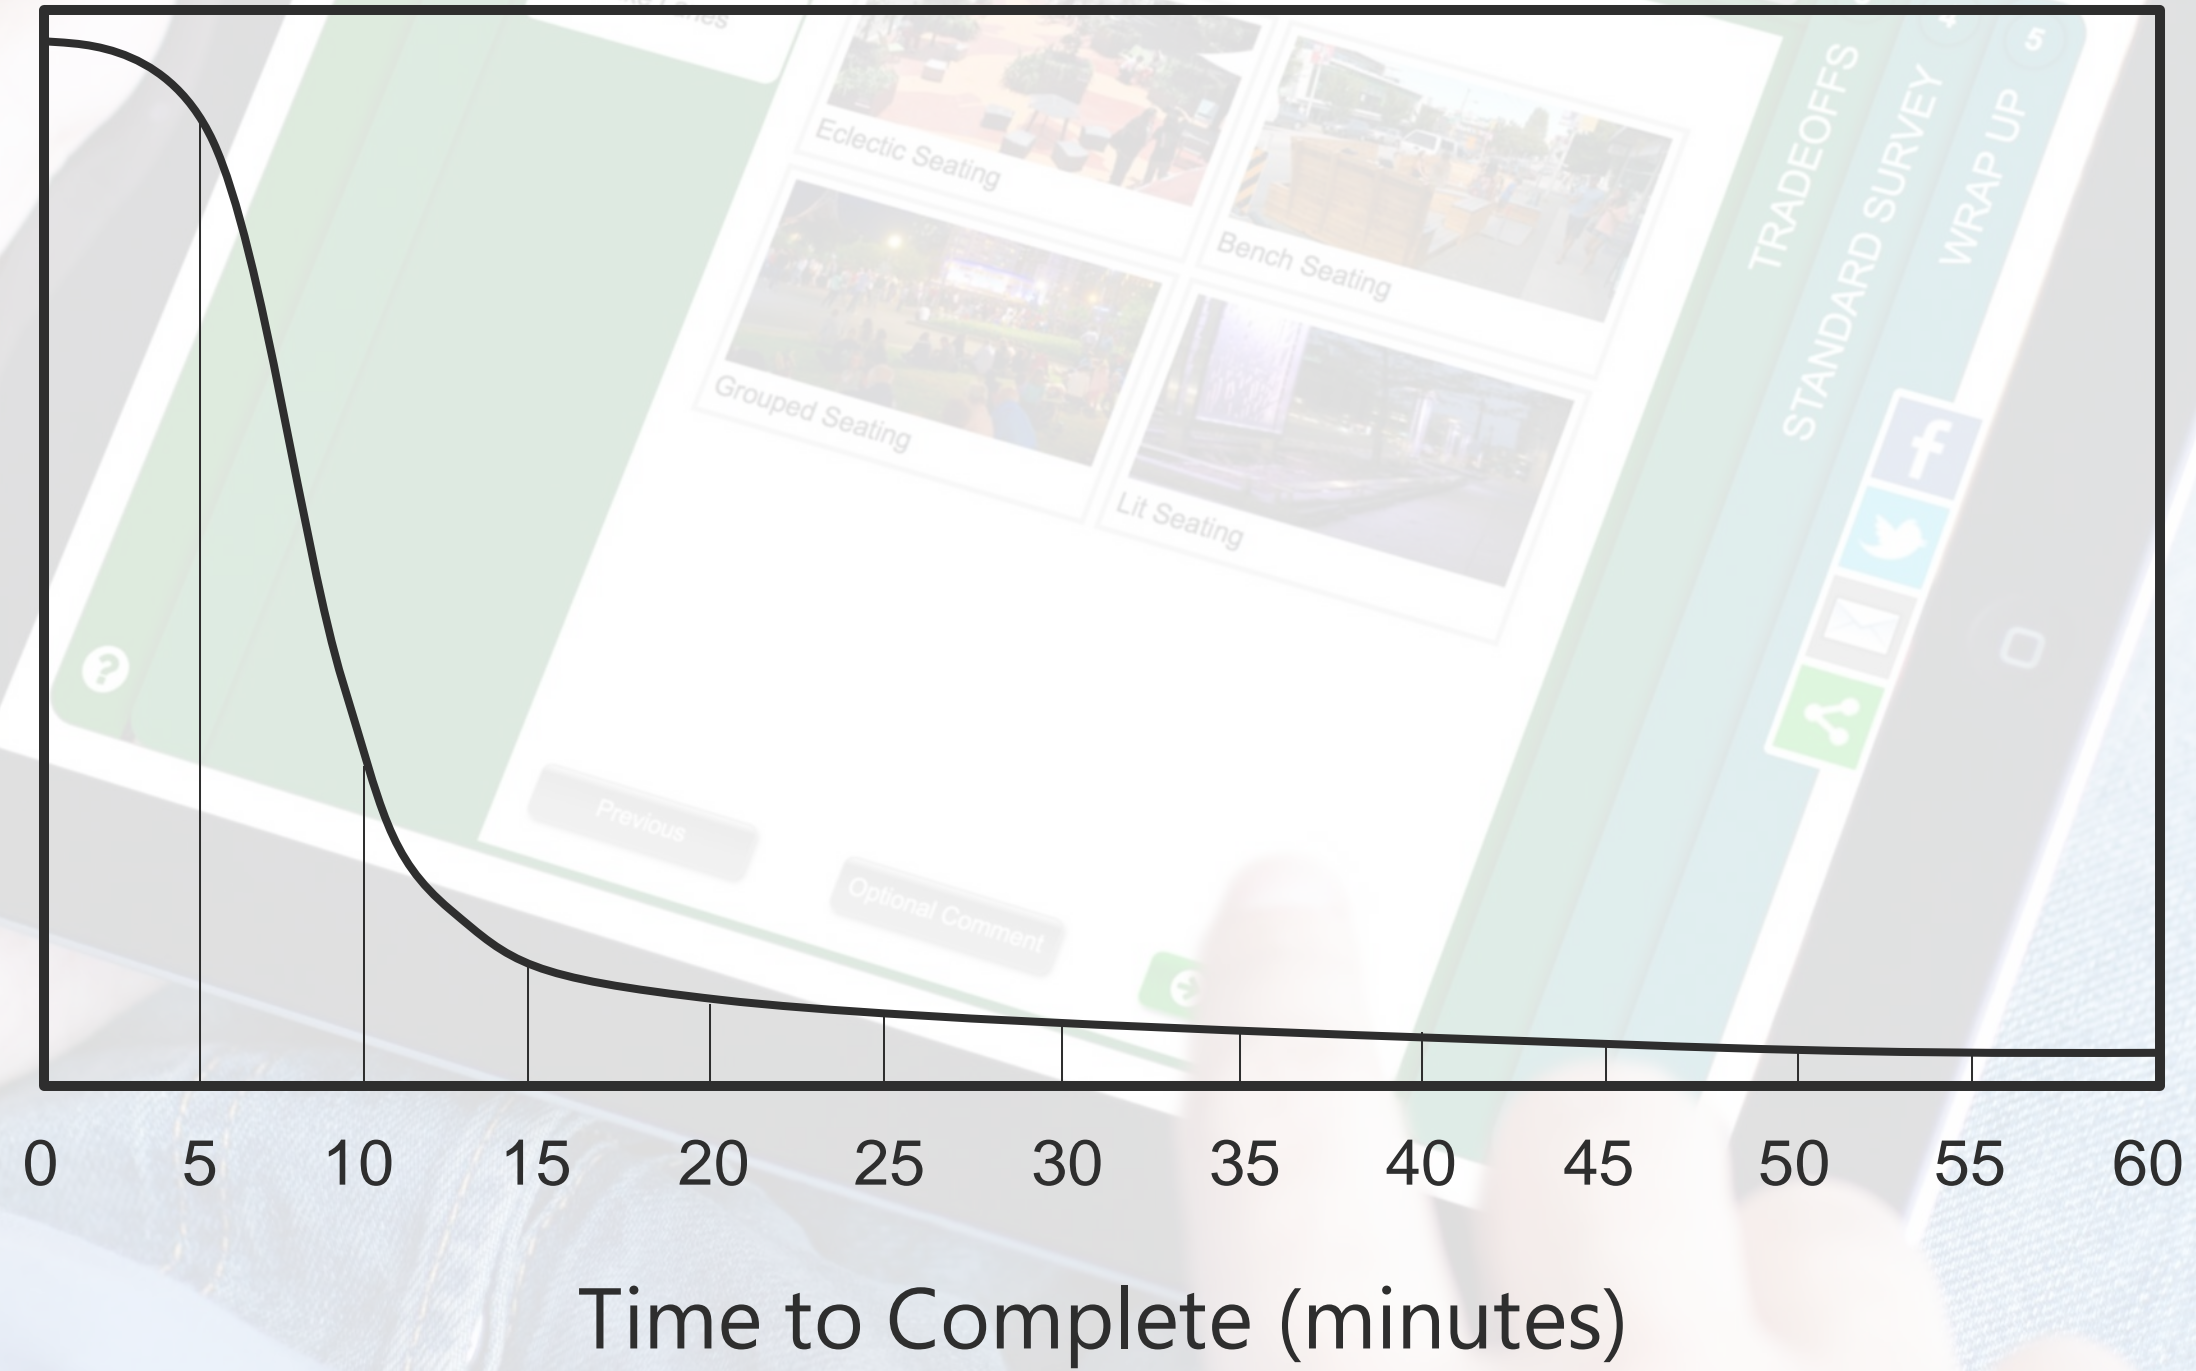 5
TRADEOFFS
STANDARD SURVEY
WRAP UP
Eclectic Seating
Bench Seating
Grouped Seating
Lit Seating
f
?
Previous
Optional Comment
0 5 10 15 20 25 30 35 40 45 50 55 60
Time to Complete (minutes)